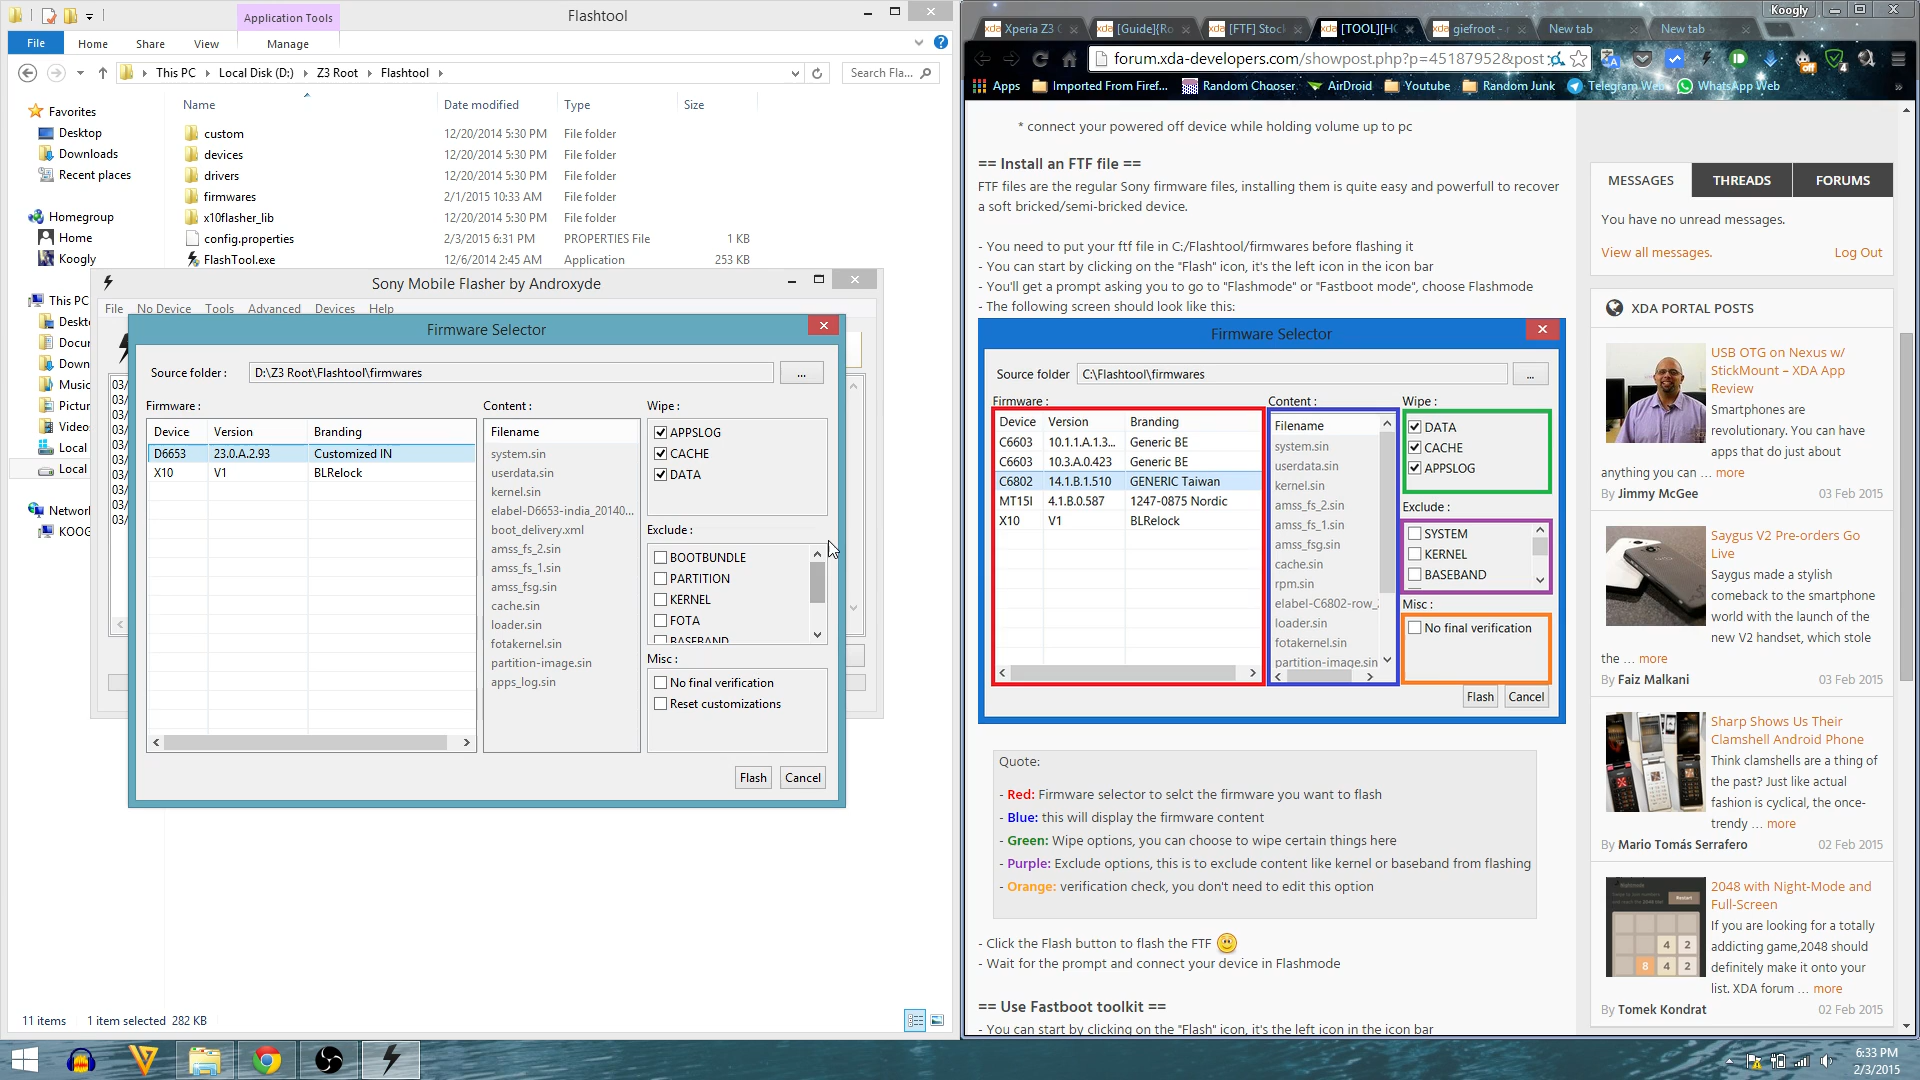 Application Tools
Flashtool
File
Home
Share
View
Manage
This PC
Local Disk (D:)
Z3 Root
Flashtool
Search Fla...
Favorites
Desktop
Downloads
Recent places
Homegroup
Home
Koogly
This PC
Deskt
Docur
Down
Music
Pictur
Video
Local
Local
Networ
KOOG
Name
Date modified
Type
Size
custom
12/20/2014 5:30 PM
File folder
devices
12/20/2014 5:30 PM
File folder
drivers
12/20/2014 5:30 PM
File folder
firmwares
2/1/2015 10:33 AM
File folder
x10flasher_lib
12/20/2014 5:30 PM
File folder
config.properties
2/3/2015 6:31 PM
PROPERTIES File
1 KB
FlashTool.exe
12/6/2014 2:45 AM
Application
253 KB
Sony Mobile Flasher by Androxyde
File
No Device
Tools
Advanced
Devices
Help
03/
03/
03/
03/
03/
03/
03/
03/
03/
03/
Firmware Selector
Source folder :
D:\Z3 Root\Flashtool\firmwares
...
Firmware :
Content :
Wipe :
Device
Version
Branding
D6653
23.0.A.2.93
Customized IN
X10
V1
BLRelock
Filename
system.sin
userdata.sin
kernel.sin
elabel-D6653-india_20140...
boot_delivery.xml
amss_fs_2.sin
amss_fs_1.sin
amss_fsg.sin
cache.sin
loader.sin
fotakernel.sin
partition-image.sin
apps_log.sin
APPSLOG
CACHE
DATA
Exclude :
BOOTBUNDLE
PARTITION
KERNEL
FOTA
BASEBAND
Misc :
No final verification
Reset customizations
Flash
Cancel
11 items
1 item selected 282 KB
Koogly
Xperia Z3 C
[Guide]{Ro
[FTF] Stock
[TOOL][HO
giefroot - r
New tab
New tab
forum.xda-developers.com/showpost.php?p=45187952&post
Apps
Imported From Firef...
Random Chooser
AirDroid
Youtube
Random Junk
Telegram Web
WhatsApp Web
* connect your powered off device while holding volume up to pc
== Install an FTF file ==
FTF files are the regular Sony firmware files, installing them is quite easy and powerfull to recover
a soft bricked/semi-bricked device.
- You need to put your ftf file in C:/Flashtool/firmwares before flashing it
- You can start by clicking on the "Flash" icon, it's the left icon in the icon bar
- You'll get a prompt asking you to go to "Flashmode" or "Fastboot mode", choose Flashmode
- The following screen should look like this:
Firmware Selector
Source folder
C:\Flashtool\firmwares
...
Firmware :
Content :
Wipe :
Device
Version
Branding
C6603
10.1.1.A.1.3...
Generic BE
C6603
10.3.A.0.423
Generic BE
C6802
14.1.B.1.510
GENERIC Taiwan
MT15I
4.1.B.0.587
1247-0875 Nordic
X10
V1
BLRelock
Filename
system.sin
userdata.sin
kernel.sin
amss_fs_2.sin
amss_fs_1.sin
amss_fsg.sin
cache.sin
rpm.sin
elabel-C6802-row_
loader.sin
fotakernel.sin
partition-image.sin
DATA
CACHE
APPSLOG
Exclude :
SYSTEM
KERNEL
BASEBAND
Misc :
No final verification
Flash
Cancel
Quote:
- Red: Firmware selector to selct the firmware you want to flash
- Blue: this will display the firmware content
- Green: Wipe options, you can choose to wipe certain things here
- Purple: Exclude options, this is to exclude content like kernel or baseband from flashing
- Orange: verification check, you don't need to edit this option
- Click the Flash button to flash the FTF
- Wait for the prompt and connect your device in Flashmode
== Use Fastboot toolkit ==
- You can start by clicking on the "Flash" icon, it's the left icon in the icon bar
MESSAGES
THREADS
FORUMS
You have no unread messages.
View all messages.
Log Out
XDA PORTAL POSTS
USB OTG on Nexus w/
StickMount – XDA App
Review
Smartphones are
revolutionary. You can have
apps that do just about
anything you can ... more
By Jimmy McGee
03 Feb 2015
Saygus V2 Pre-orders Go
Live
Saygus made a stylish
comeback to the smartphone
world with the launch of the
new V2 handset, which stole
the ... more
By Faiz Malkani
03 Feb 2015
Sharp Shows Us Their
Clamshell Android Phone
Think clamshells are a thing of
the past? Just like actual
fashion is cyclical, the once-
trendy ... more
By Mario Tomás Serrafero
02 Feb 2015
2048 with Night-Mode and
Full-Screen
If you are looking for a totally
addicting game,2048 should
definitely make it onto your
list. XDA forum ... more
By Tomek Kondrat
02 Feb 2015
4 2
8 4 2
6:33 PM
2/3/2015